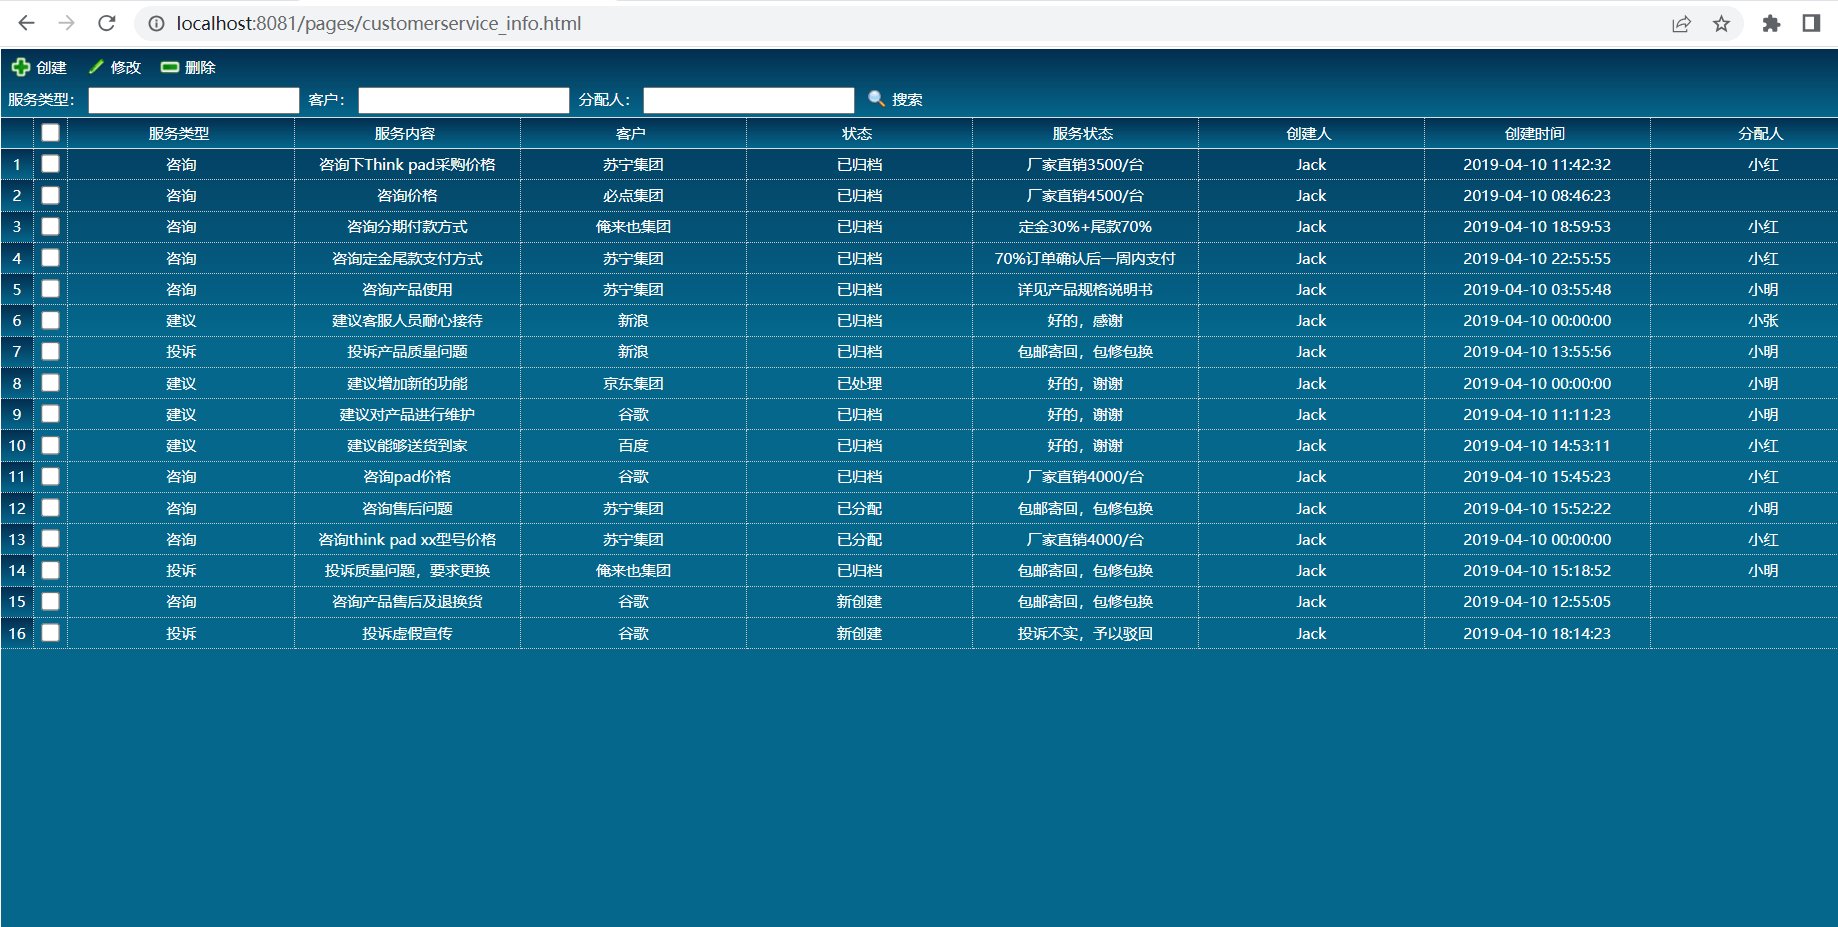 localhost:8081/pages/customerservice_info.html
创建 修改 删除
服务类型： 客户： 分配人： 搜索
服务类型 服务内容 客户 状态 服务状态 创建人 创建时间 分配人
1 咨询 咨询下Think pad采购价格 苏宁集团 已归档 厂家直销3500/台 Jack 2019-04-10 11:42:32 小红
2 咨询 咨询价格 必点集团 已归档 厂家直销4500/台 Jack 2019-04-10 08:46:23
3 咨询 咨询分期付款方式 俺来也集团 已归档 定金30%+尾款70% Jack 2019-04-10 18:59:53 小红
4 咨询 咨询定金尾款支付方式 苏宁集团 已归档 70%订单确认后一周内支付 Jack 2019-04-10 22:55:55 小红
5 咨询 咨询产品使用 苏宁集团 已归档 详见产品规格说明书 Jack 2019-04-10 03:55:48 小明
6 建议 建议客服人员耐心接待 新浪 已归档 好的，感谢 Jack 2019-04-10 00:00:00 小张
7 投诉 投诉产品质量问题 新浪 已归档 包邮寄回，包修包换 Jack 2019-04-10 13:55:56 小明
8 建议 建议增加新的功能 京东集团 已处理 好的，谢谢 Jack 2019-04-10 00:00:00 小明
9 建议 建议对产品进行维护 谷歌 已归档 好的，谢谢 Jack 2019-04-10 11:11:23 小明
10 建议 建议能够送货到家 百度 已归档 好的，谢谢 Jack 2019-04-10 14:53:11 小红
11 咨询 咨询pad价格 谷歌 已归档 厂家直销4000/台 Jack 2019-04-10 15:45:23 小红
12 咨询 咨询售后问题 苏宁集团 已分配 包邮寄回，包修包换 Jack 2019-04-10 15:52:22 小明
13 咨询 咨询think pad xx型号价格 苏宁集团 已分配 厂家直销4000/台 Jack 2019-04-10 00:00:00 小红
14 投诉 投诉质量问题，要求更换 俺来也集团 已归档 包邮寄回，包修包换 Jack 2019-04-10 15:18:52 小明
15 咨询 咨询产品售后及退换货 谷歌 新创建 包邮寄回，包修包换 Jack 2019-04-10 12:55:05
16 投诉 投诉虚假宣传 谷歌 新创建 投诉不实，予以驳回 Jack 2019-04-10 18:14:23